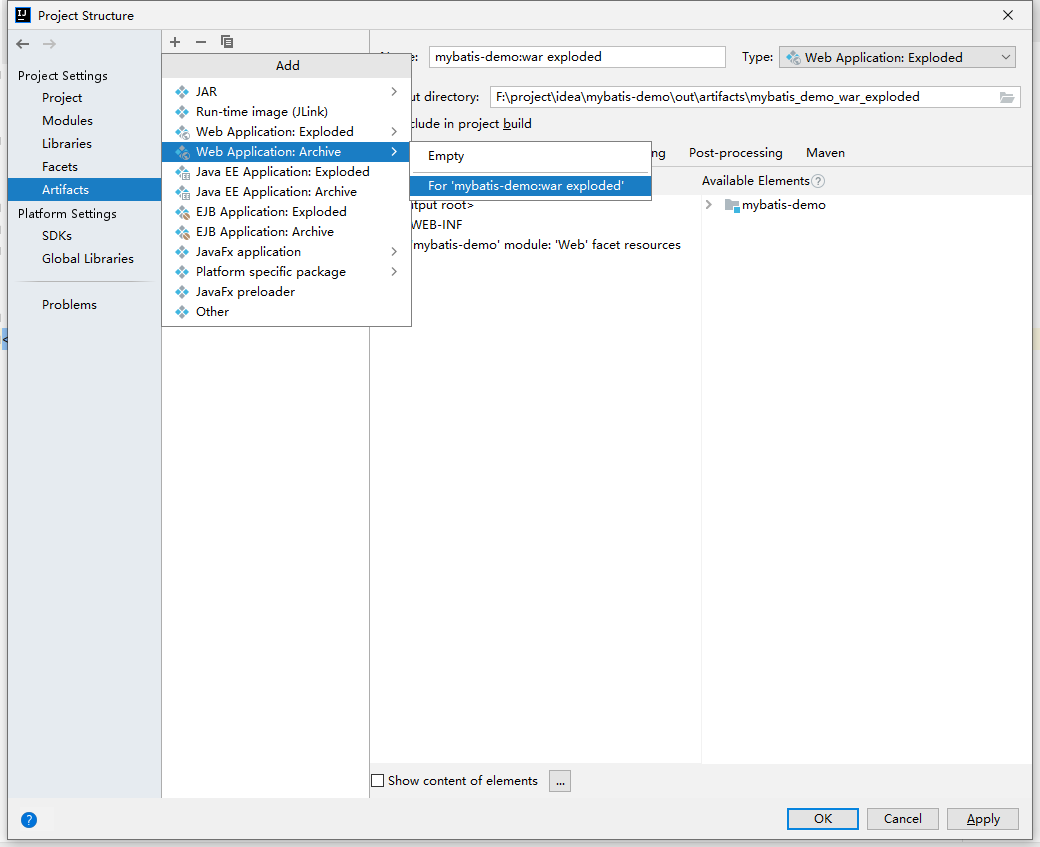 Project Structure
Project Settings
Project
Modules
Libraries
Facets
Artifacts
Platform Settings
SDKs
Global Libraries
Problems
Add
JAR
Run-time image (JLink)
Web Application: Exploded
Web Application: Archive
Java EE Application: Exploded
Java EE Application: Archive
EJB Application: Exploded
EJB Application: Archive
JavaFx application
Platform specific package
JavaFx preloader
Other
Empty
For 'mybatis-demo:war exploded'
mybatis-demo:war exploded
Type: Web Application: Exploded
ut directory: F:\project\idea\mybatis-demo\out\artifacts\mybatis_demo_war_exploded
clude in project build
ng Post-processing Maven
Available Elements ?
mybatis-demo
tput root>
WEB-INF
'mybatis-demo' module: 'Web' facet resources
Show content of elements ...
? OK Cancel Apply